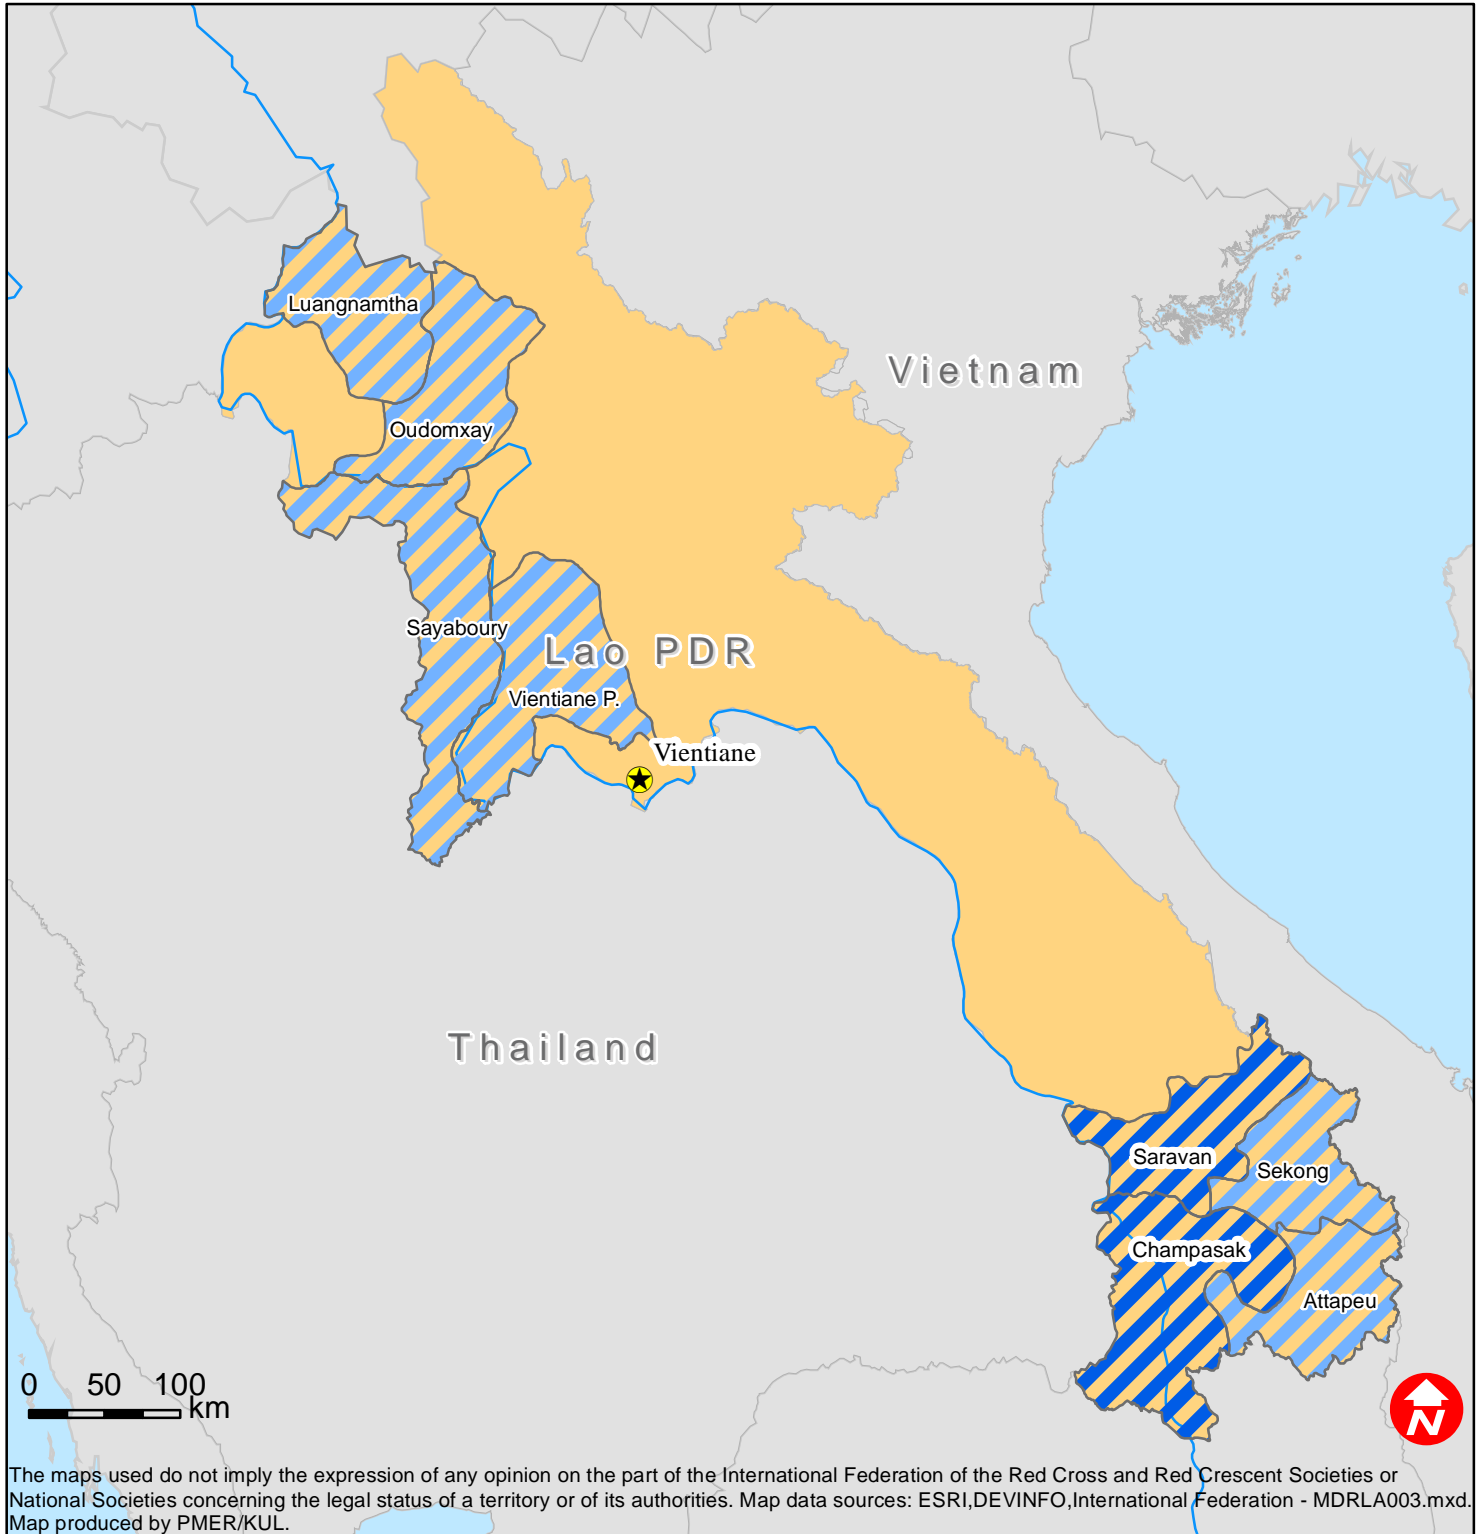 Luangnamtha
Vietnam
Oudomxay
Sayaboury
Lao PDR
Vientiane P.
Vientiane
Thailand
Saravan
Sekong
Champasak
Attapeu
0 50 100
km
N
The maps used do not imply the expression of any opinion on the part of the International Federation of the Red Cross and Red Crescent Societies or
National Societies concerning the legal status of a territory or of its authorities. Map data sources: ESRI,DEVINFO,International Federation - MDRLA003.mxd.
Map produced by PMER/KUL.